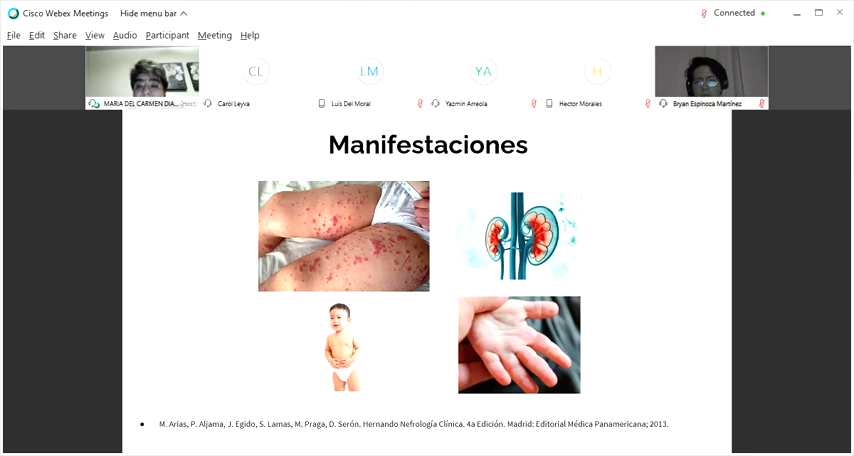 Cisco Webex Meetings Hide menu bar Connected
File Edit Share View Audio Participant Meeting Help
CL LM YA H
MARIA DEL CARMEN DIA... (Host) Carol Leyva Luis Del Moral Yazmin Arreola Hector Morales Bryan Espinoza Martínez
Manifestaciones
• M. Arias, P. Aljama, J. Egido, S. Lamas, M. Praga, D. Serón. Hernando Nefrología Clínica. 4a Edición. Madrid: Editorial Médica Panamericana; 2013.